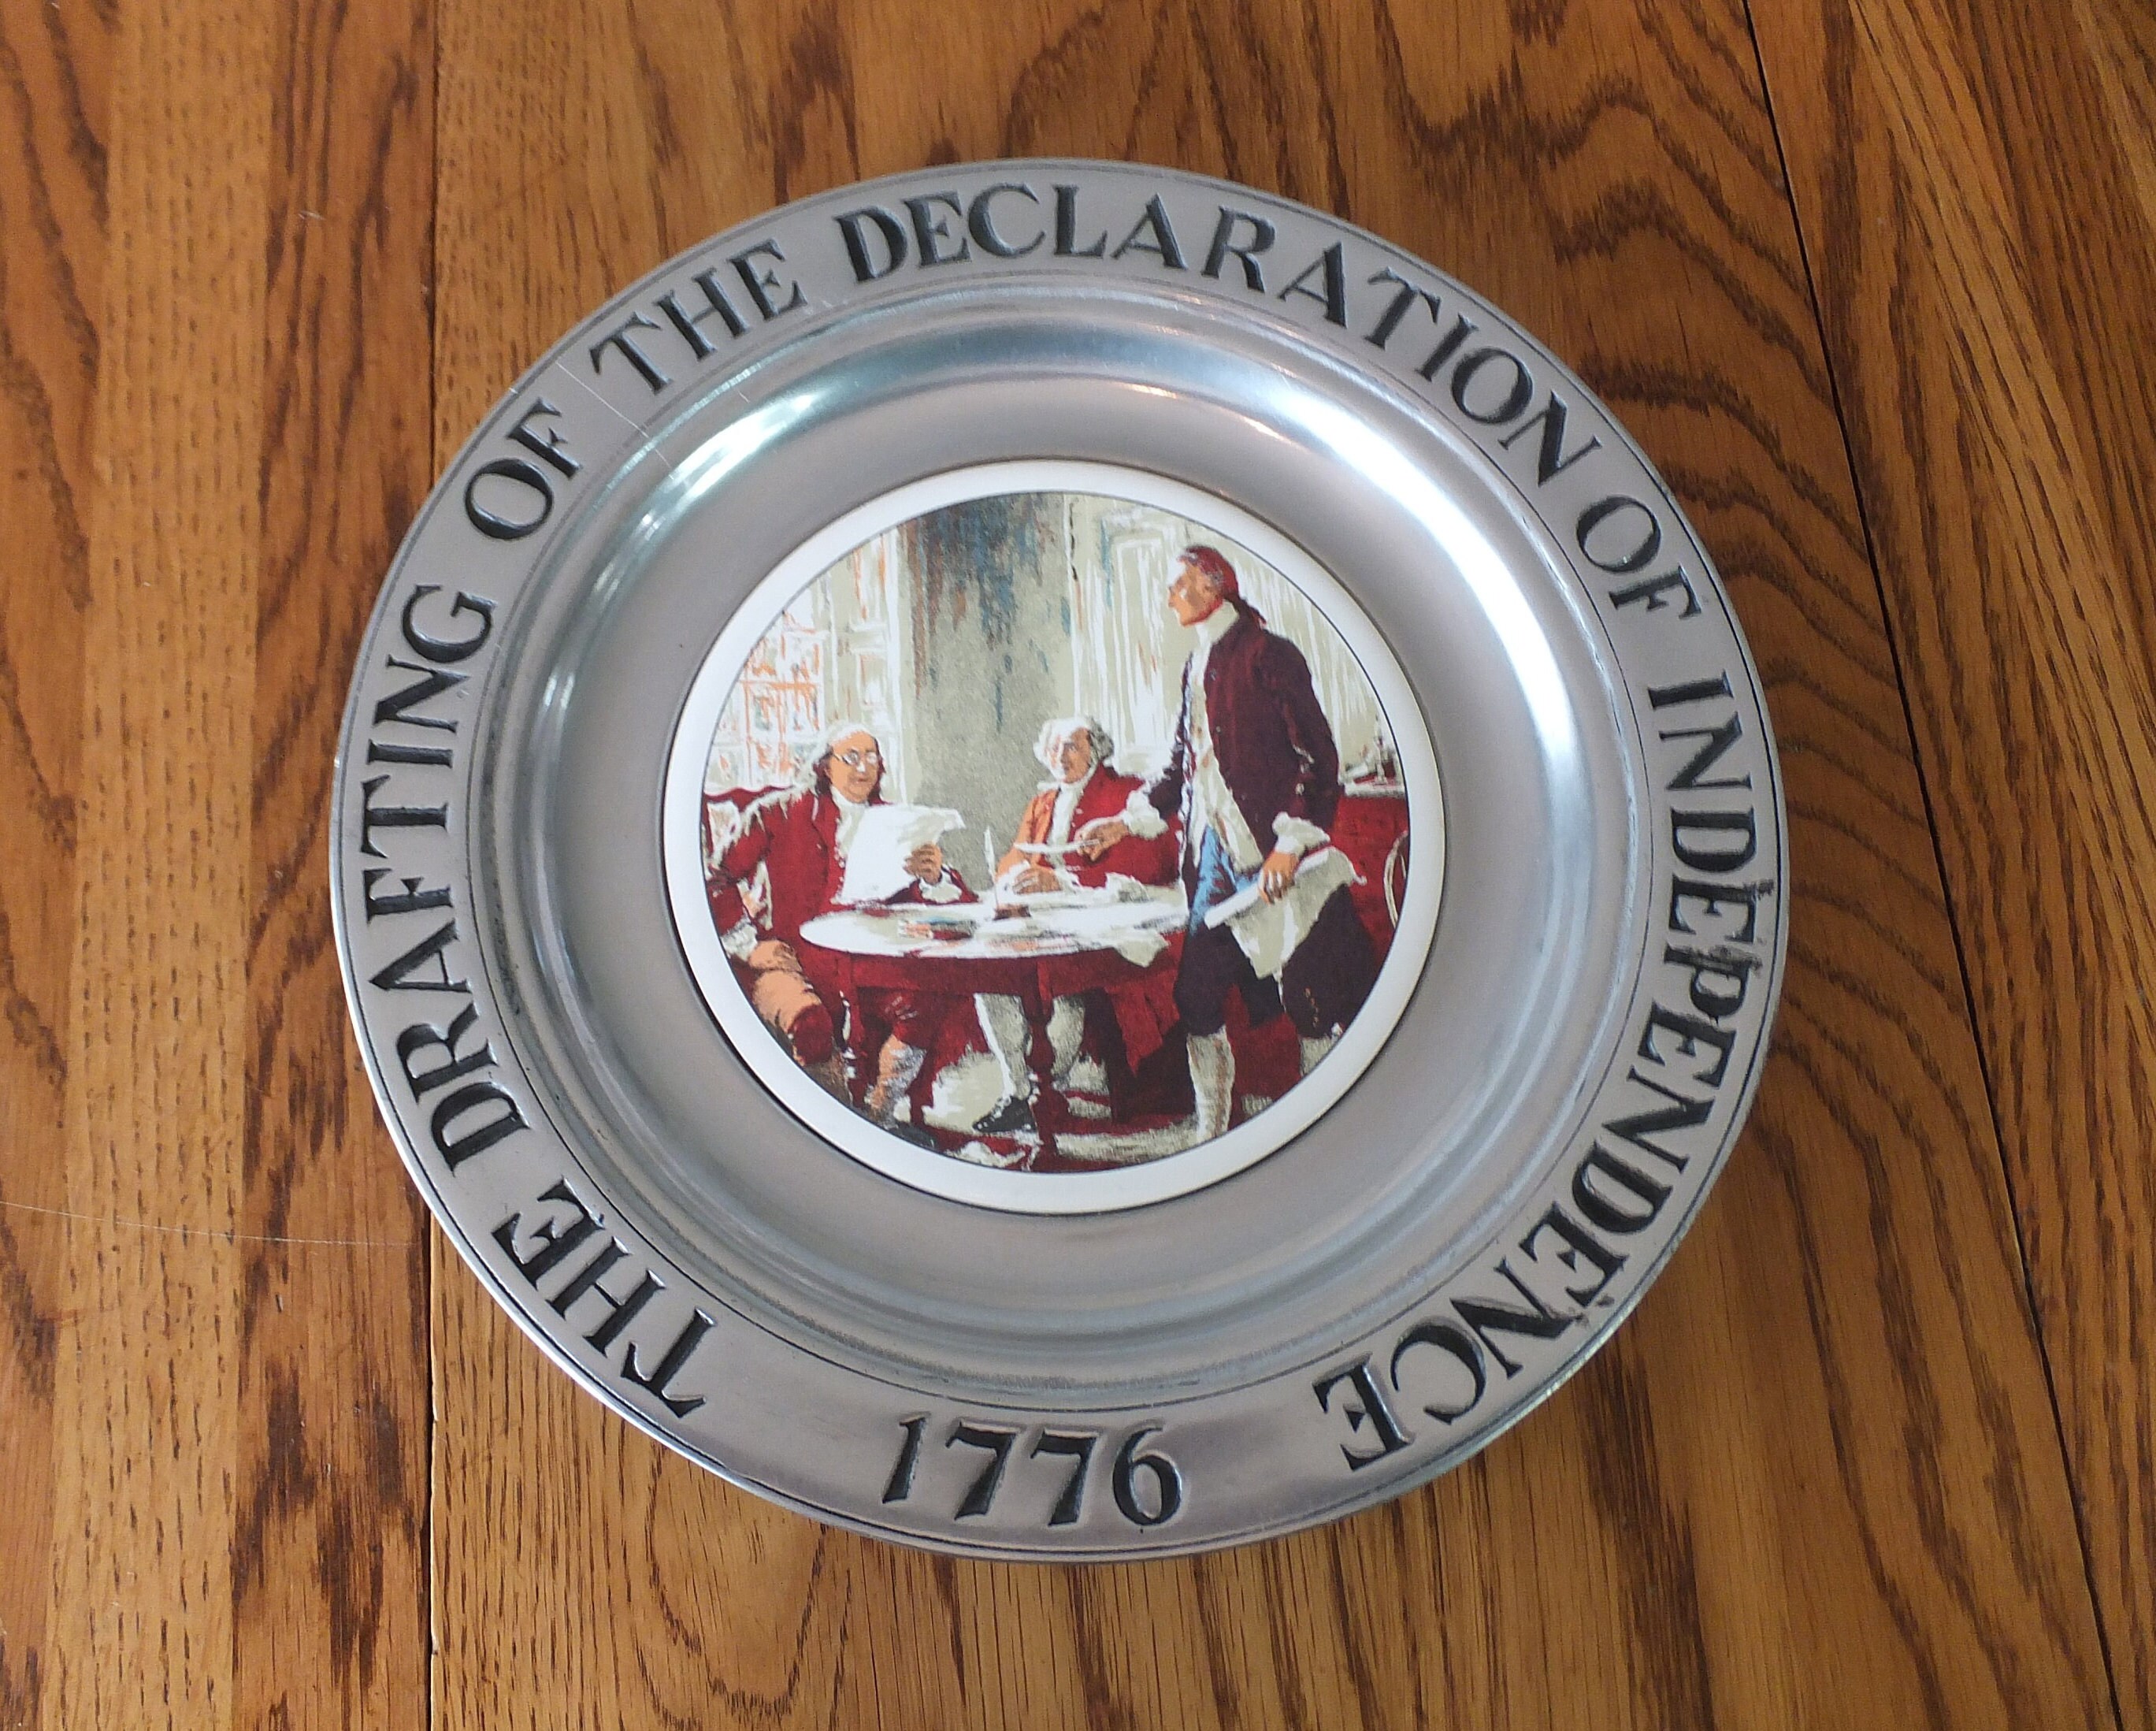 THE DRAFTING OF THE DECLARATION OF INDEPENDENCE
1776